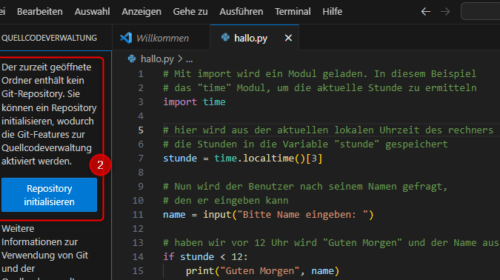 Bearbeiten Auswahl Anzeigen Gehe zu Ausführen Terminal Hilfe
QUELLCODEVERWALTUNG
Willkommen
hallo.py
hallo.py > ...
Der zurzeit geöffnete
Ordner enthält kein
Git-Repository. Sie
können ein Repository
initialisieren, wodurch
die Git-Features zur
Quellcodeverwaltung
aktiviert werden.
2
Repository
initialisieren
Weitere
Informationen zur
Verwendung von Git
und der
1 # Mit import wird ein Modul geladen. In diesem Beispiel
2 # das "time" Modul, um die aktuelle Stunde zu ermitteln
3 import time
4
5 # hier wird aus der aktuellen lokalen Uhrzeit des rechners
6 # die Stunden in die Variable "stunde" gespeichert
7 stunde = time.localtime()[3]
8
9 # Nun wird der Benutzer nach seinem Namen gefragt,
10 # den er eingeben kann
11 name = input("Bitte Name eingeben: ")
12
13 # haben wir vor 12 Uhr wird "Guten Morgen" und der Name aus
14 if stunde < 12:
15 print("Guten Morgen", name)